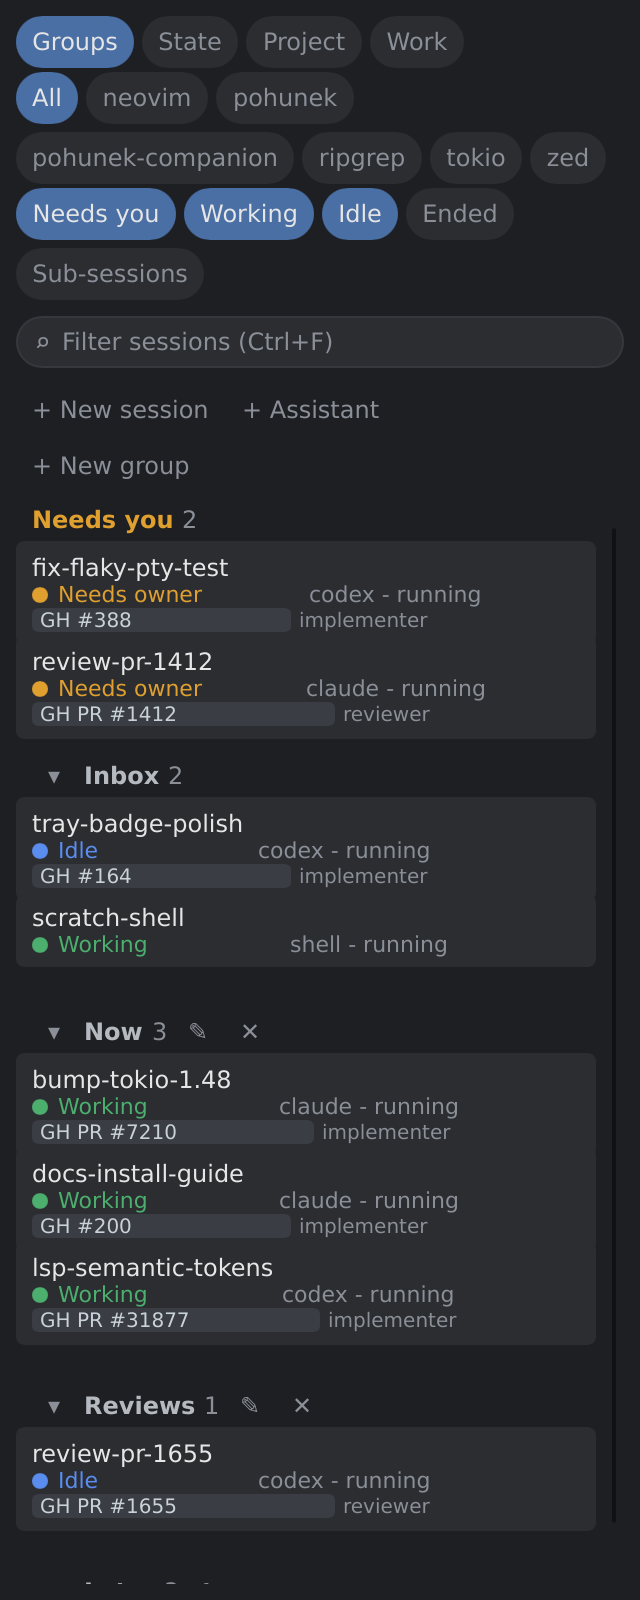 Groups State Project Work
All neovim pohunek
pohunek-companion ripgrep tokio zed
Needs you Working Idle Ended
Sub-sessions
Filter sessions (Ctrl+F)
+ New session + Assistant
+ New group
Needs you 2
fix-flaky-pty-test
Needs owner codex - running
GH #388 implementer
review-pr-1412
Needs owner claude - running
GH PR #1412 reviewer
▾ Inbox 2
tray-badge-polish
Idle codex - running
GH #164 implementer
scratch-shell
Working shell - running
▾ Now 3 ✎ ✕
bump-tokio-1.48
Working claude - running
GH PR #7210 implementer
docs-install-guide
Working claude - running
GH #200 implementer
lsp-semantic-tokens
Working codex - running
GH PR #31877 implementer
▾ Reviews 1 ✎ ✕
review-pr-1655
Idle codex - running
GH PR #1655 reviewer